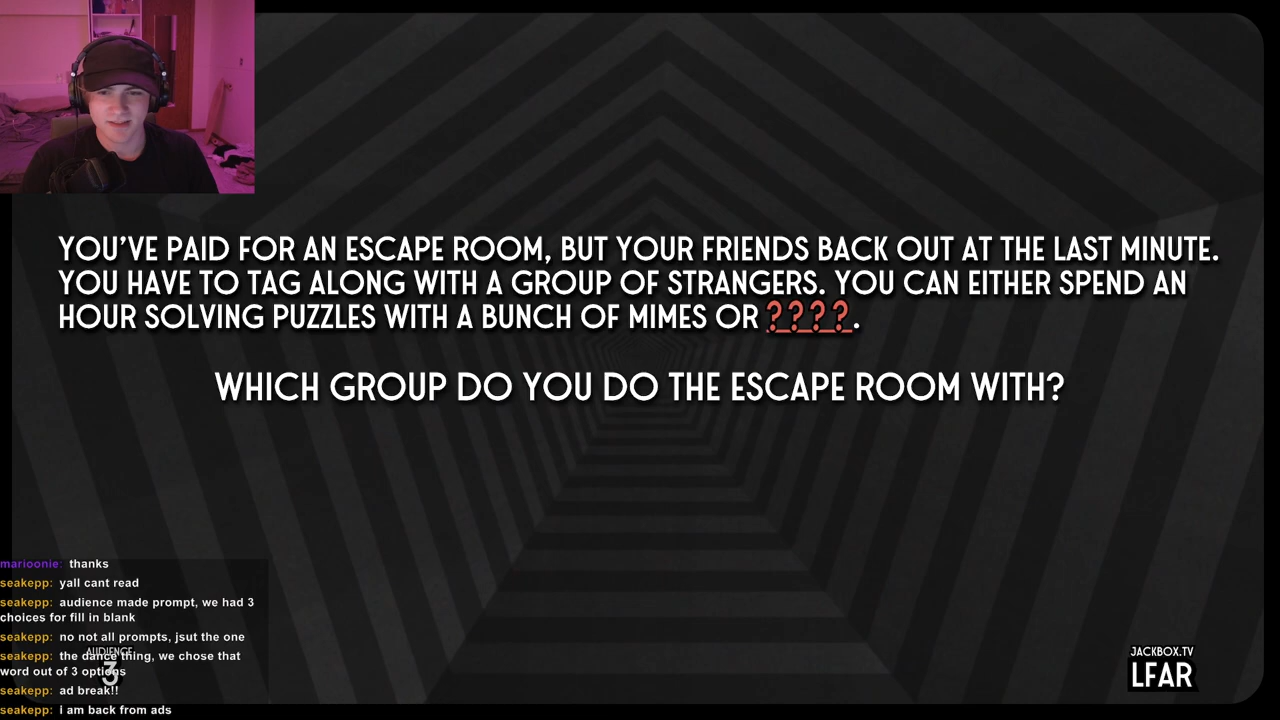 YOU'VE PAID FOR AN ESCAPE ROOM, BUT YOUR FRIENDS BACK OUT AT THE LAST MINUTE.
YOU HAVE TO TAG ALONG WITH A GROUP OF STRANGERS. YOU CAN EITHER SPEND AN
HOUR SOLVING PUZZLES WITH A BUNCH OF MIMES OR ????.
WHICH GROUP DO YOU DO THE ESCAPE ROOM WITH?
marioonie: thanks
seakepp: yall cant read
seakepp: audience made prompt, we had 3
choices for fill in blank
seakepp: no not all prompts, jsut the one
AUDIENCE
3
seakepp: the dance thing, we chose that
word out of 3 options
seakepp: ad break!!
seakepp: i am back from ads
JACKBOX.TV
LFAR